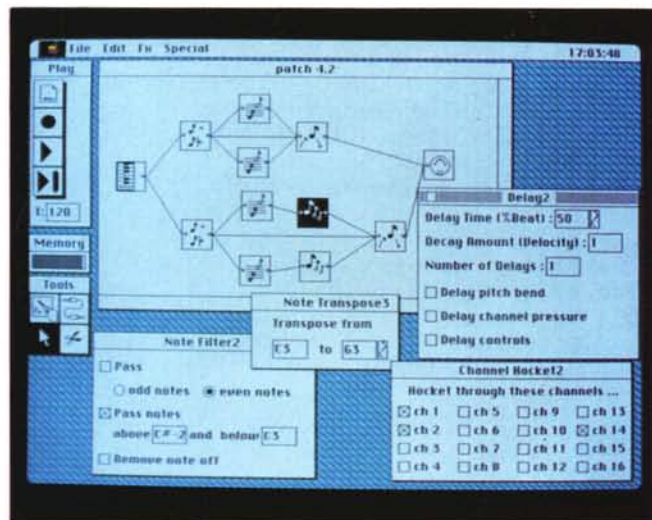 File Edit Fn Special 17:03:48
Play
patch 4.2
t: 120
Memory
Tools
Delay2
Delay Time (%Beat) : 50
Decay Amount (Velocity) : 1
Number of Delays : 1
Delay pitch bend
Delay channel pressure
Delay controls
Note Transpose3
Transpose from
C3 to G3
Note Filter2
Pass
odd notes even notes
Pass notes
above C#-2 and below C3
Remove note off
Channel Hocket2
Hocket through these channels ...
ch 1 ch 5 ch 9 ch 13
ch 2 ch 6 ch 10 ch 14
ch 3 ch 7 ch 11 ch 15
ch 4 ch 8 ch 12 ch 16